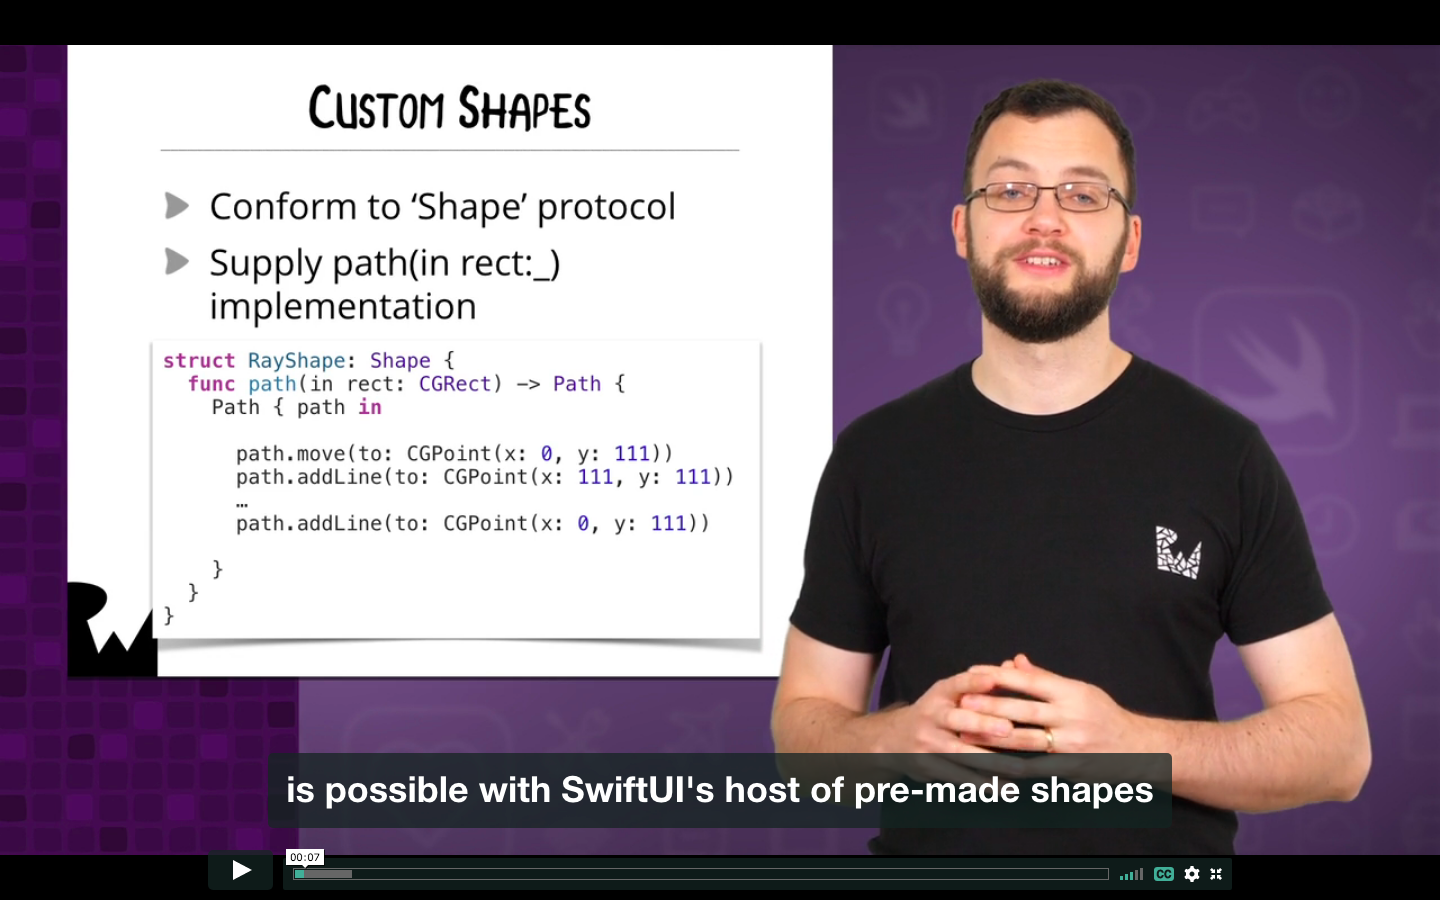 CUSTOM SHAPES
Conform to ‘Shape’ protocol
Supply path(in rect:_)
implementation
struct RayShape: Shape {
func path(in rect: CGRect) -> Path {
Path { path in
path.move(to: CGPoint(x: 0, y: 111))
path.addLine(to: CGPoint(x: 111, y: 111))
…
path.addLine(to: CGPoint(x: 0, y: 111))
}
}
}
RW
RW
is possible with SwiftUI's host of pre-made shapes
00:07
CC